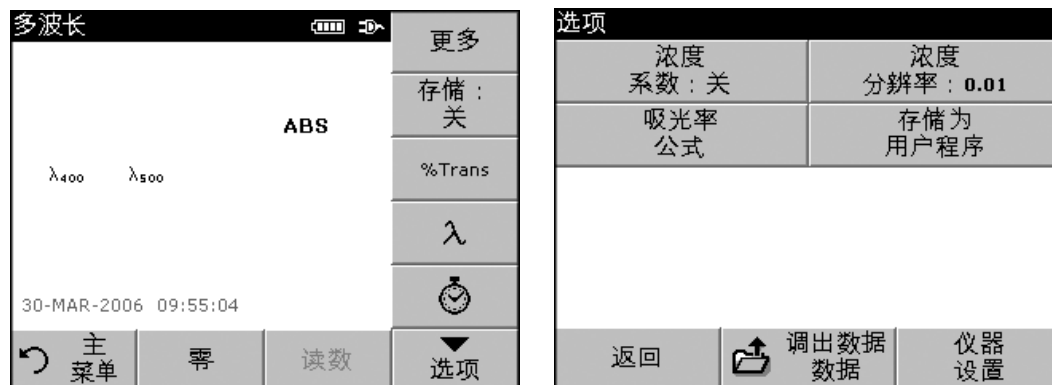 多波长
ABS
λ400 λ500
30-MAR-2006 09:55:04
更多
存储：
关
%Trans
λ
选项
主
菜单
零
读数
选项
浓度
系数：关
浓度
分辨率：0.01
吸光率
公式
存储为
用户程序
返回
调出数据
数据
仪器
设置